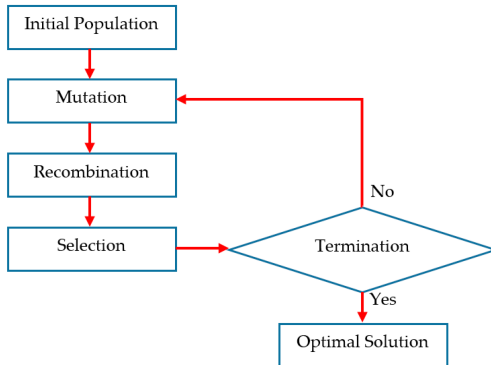 Initial Population
Mutation
Recombination
Selection
Termination
No
Yes
Optimal Solution